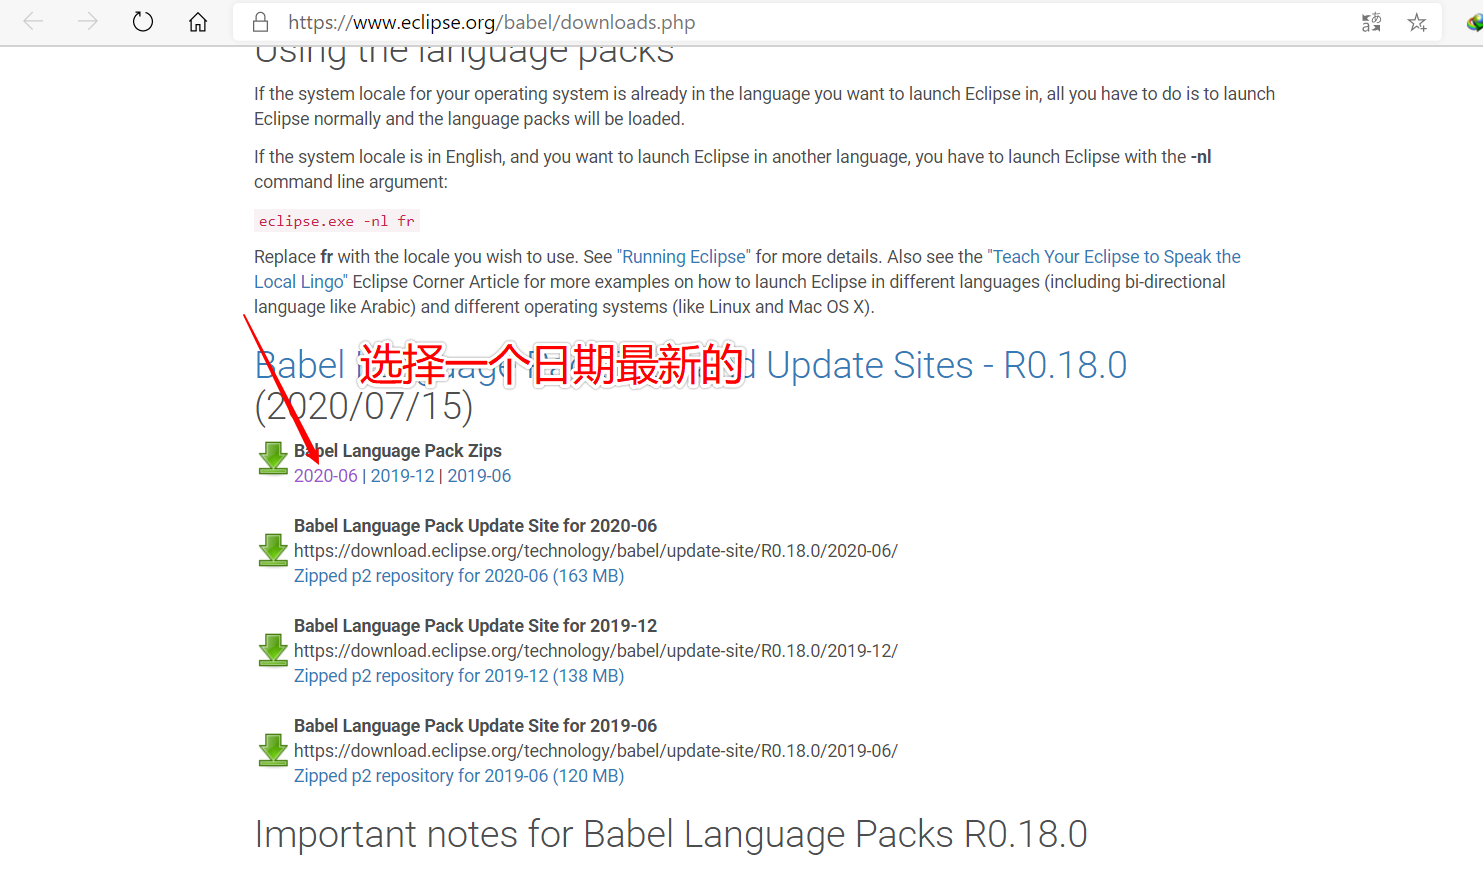 https://www.eclipse.org/babel/downloads.php
Using the language packs
If the system locale for your operating system is already in the language you want to launch Eclipse in, all you have to do is to launch
Eclipse normally and the language packs will be loaded.
If the system locale is in English, and you want to launch Eclipse in another language, you have to launch Eclipse with the -nl
command line argument:
eclipse.exe -nl fr
Replace fr with the locale you wish to use. See "Running Eclipse" for more details. Also see the "Teach Your Eclipse to Speak the
Local Lingo" Eclipse Corner Article for more examples on how to launch Eclipse in different languages (including bi-directional
language like Arabic) and different operating systems (like Linux and Mac OS X).
选择一个日期最新的
Babel Update Sites - R0.18.0
(2020/07/15)
Babel Language Pack Zips
2020-06 | 2019-12 | 2019-06
Babel Language Pack Update Site for 2020-06
https://download.eclipse.org/technology/babel/update-site/R0.18.0/2020-06/
Zipped p2 repository for 2020-06 (163 MB)
Babel Language Pack Update Site for 2019-12
https://download.eclipse.org/technology/babel/update-site/R0.18.0/2019-12/
Zipped p2 repository for 2019-12 (138 MB)
Babel Language Pack Update Site for 2019-06
https://download.eclipse.org/technology/babel/update-site/R0.18.0/2019-06/
Zipped p2 repository for 2019-06 (120 MB)
Important notes for Babel Language Packs R0.18.0